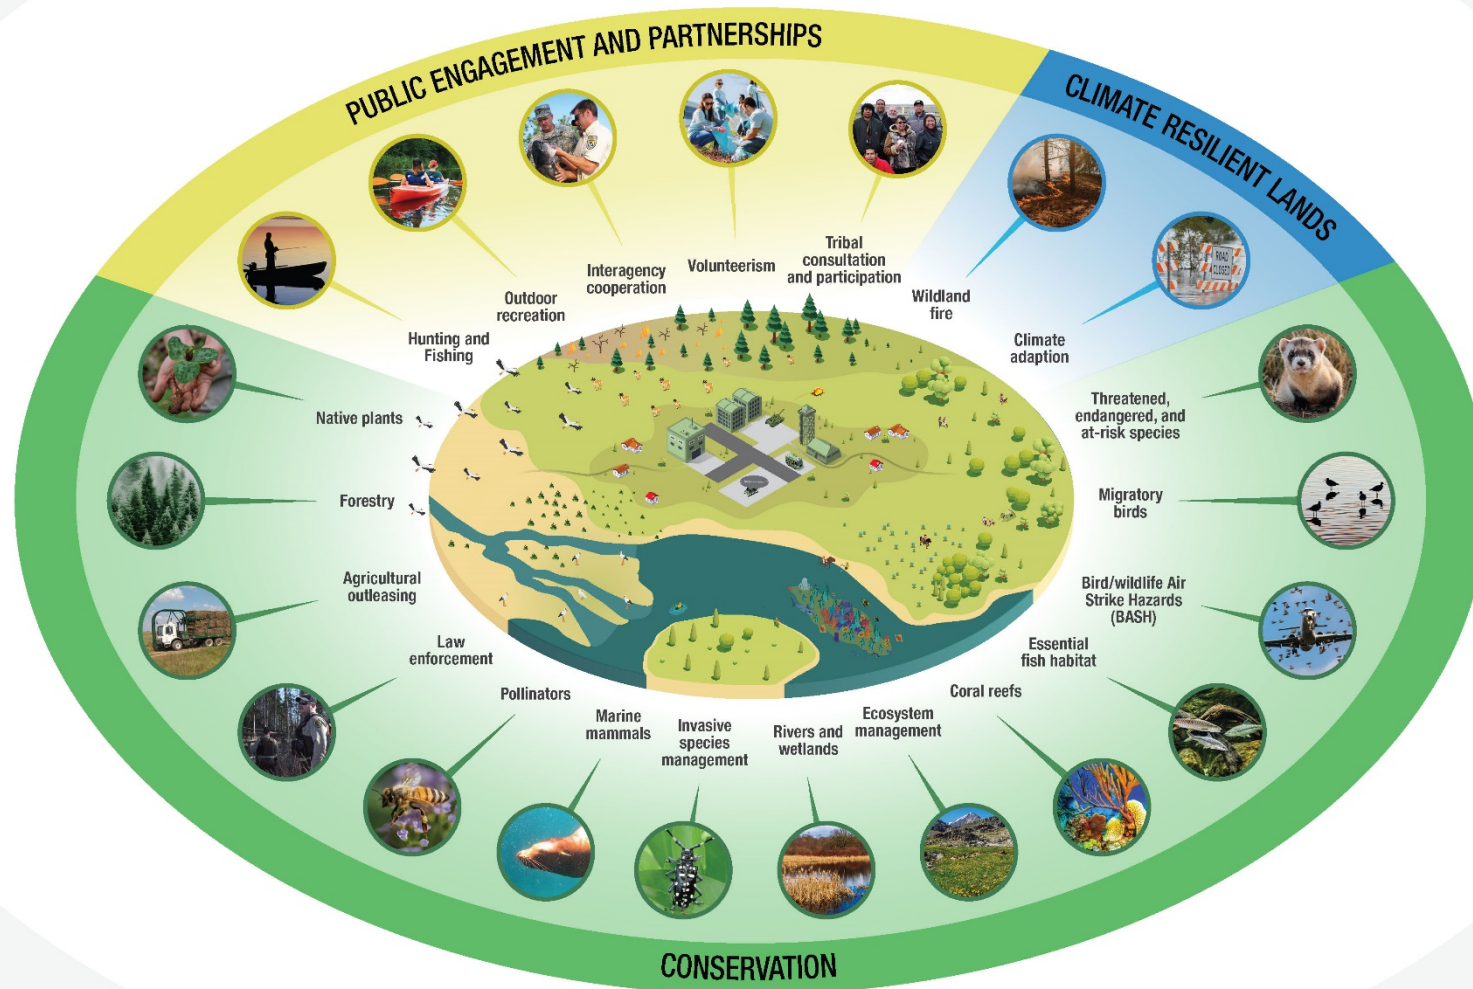 PUBLIC ENGAGEMENT AND PARTNERSHIPS
CLIMATE RESILIENT LANDS
Hunting and
Fishing
Outdoor
recreation
Interagency
cooperation
Volunteerism
Tribal
consultation
and participation
Wildland
fire
Climate
adaption
ROAD
CLOSED
Threatened,
endangered, and
at-risk species
Migratory
birds
Bird/wildlife Air
Strike Hazards
(BASH)
Essential
fish habitat
Coral reefs
Ecosystem
management
Rivers and
wetlands
Invasive
species
management
Marine
mammals
Pollinators
Law
enforcement
Agricultural
outleasing
Forestry
Native plants
CONSERVATION